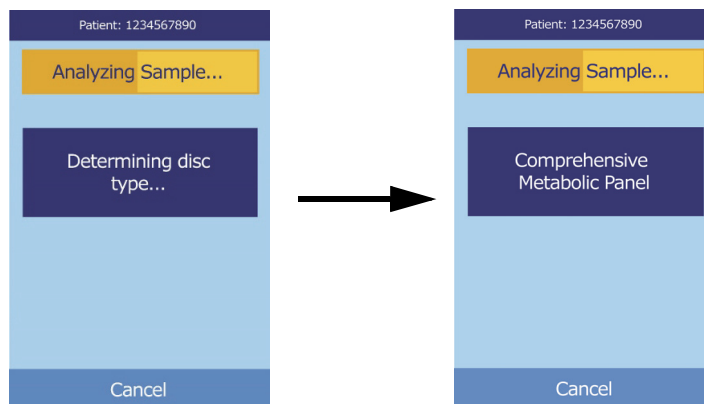 Patient: 1234567890
Analyzing Sample...
Determining disc
type...
Cancel
Patient: 1234567890
Analyzing Sample...
Comprehensive
Metabolic Panel
Cancel